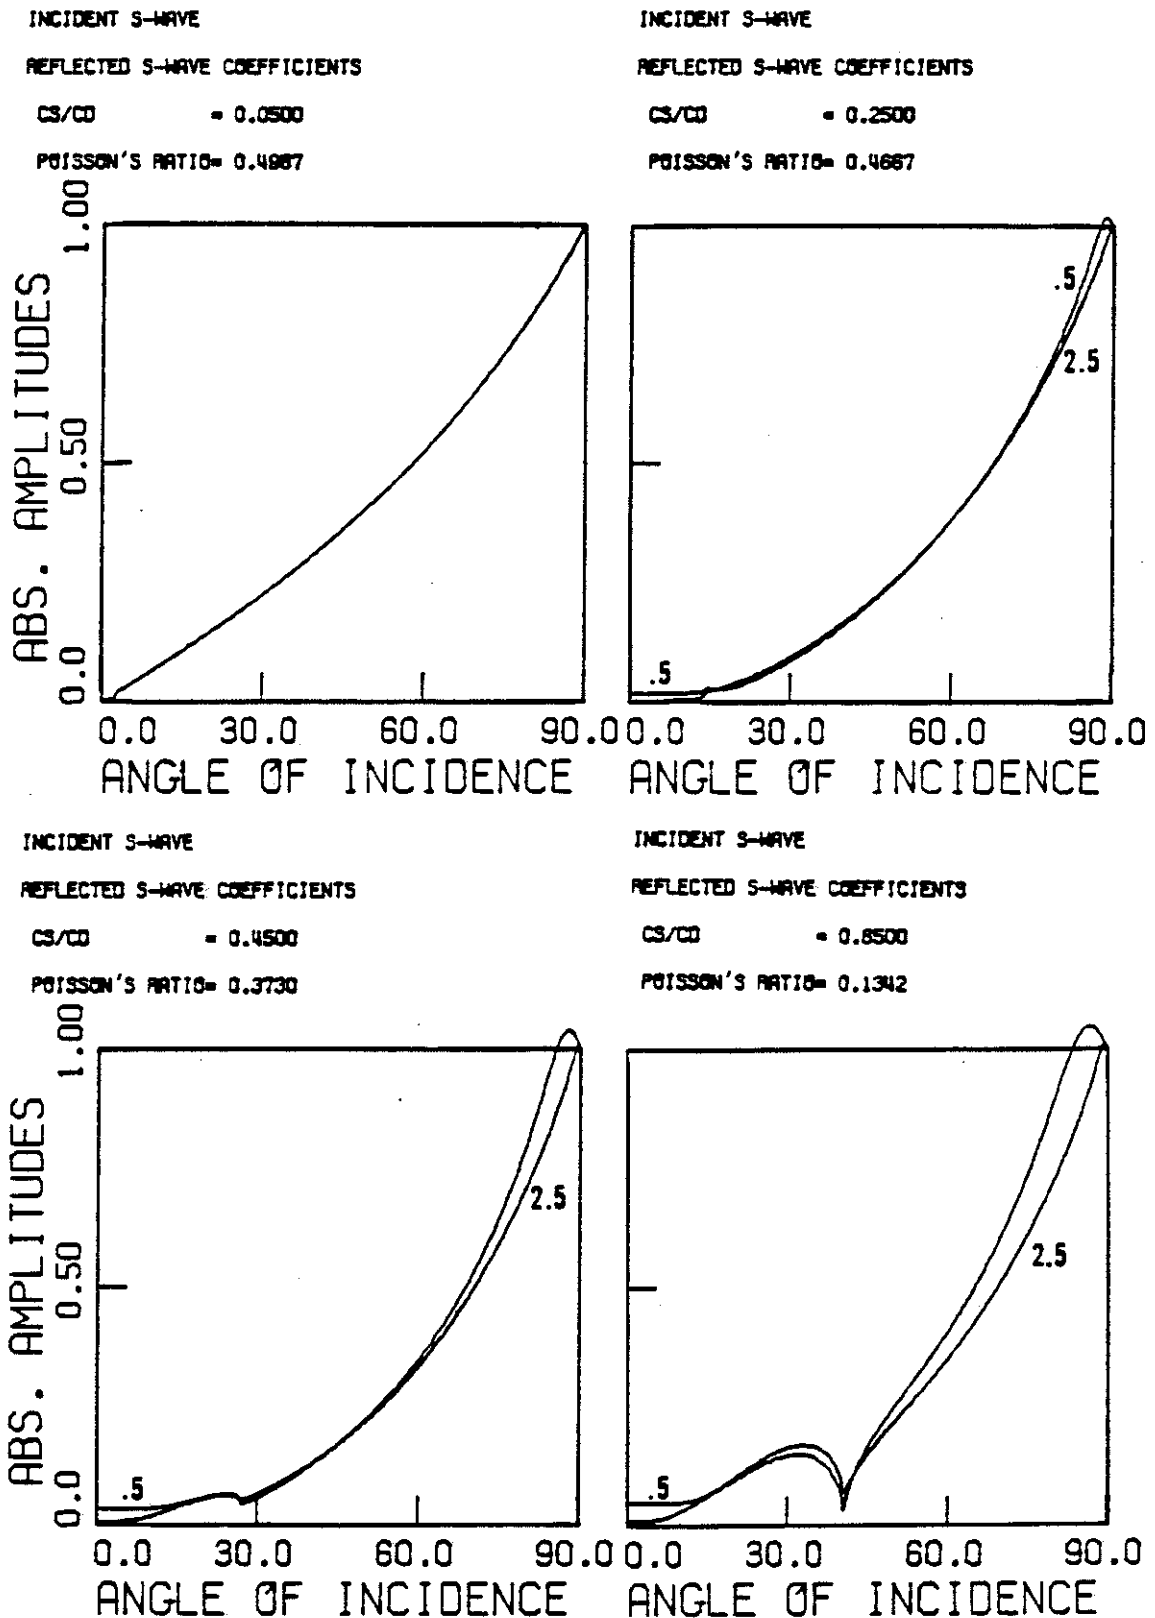 INCIDENT S-WAVE
REFLECTED S-WAVE COEFFICIENTS
CS/CD = 0.0500
POISSON'S RATIO= 0.4987
ABS. AMPLITUDES
1.00
0.50
0.0
0.0 30.0 60.0 90.0
ANGLE OF INCIDENCE
INCIDENT S-WAVE
REFLECTED S-WAVE COEFFICIENTS
CS/CD = 0.2500
POISSON'S RATIO= 0.4667
.5
2.5
.5
0.0 30.0 60.0 90.0
ANGLE OF INCIDENCE
INCIDENT S-WAVE
REFLECTED S-WAVE COEFFICIENTS
CS/CD = 0.4500
POISSON'S RATIO= 0.3730
ABS. AMPLITUDES
1.00
0.50
0.0
2.5
.5
0.0 30.0 60.0 90.0
ANGLE OF INCIDENCE
INCIDENT S-WAVE
REFLECTED S-WAVE COEFFICIENTS
CS/CD = 0.6500
POISSON'S RATIO= 0.1342
2.5
.5
0.0 30.0 60.0 90.0
ANGLE OF INCIDENCE